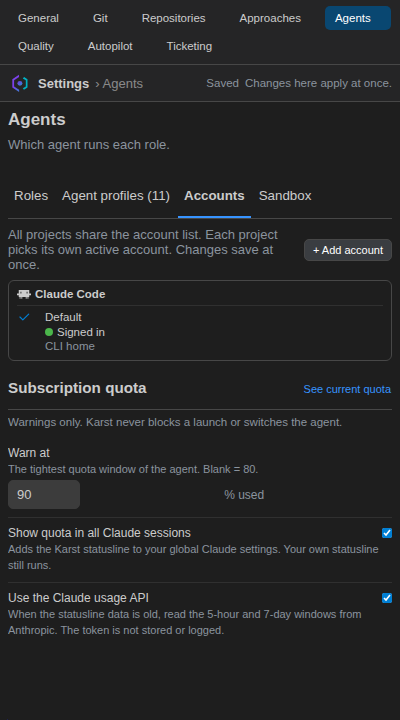 General Git Repositories Approaches Agents
Quality Autopilot Ticketing
Settings › Agents Saved Changes here apply at once.
Agents
Which agent runs each role.
Roles Agent profiles (11) Accounts Sandbox
All projects share the account list. Each project
picks its own active account. Changes save at
once.
+ Add account
Claude Code
Default
Signed in
CLI home
Subscription quota See current quota
Warnings only. Karst never blocks a launch or switches the agent.
Warn at
The tightest quota window of the agent. Blank = 80.
90 % used
Show quota in all Claude sessions
Adds the Karst statusline to your global Claude settings. Your own statusline
still runs.
Use the Claude usage API
When the statusline data is old, read the 5-hour and 7-day windows from
Anthropic. The token is not stored or logged.